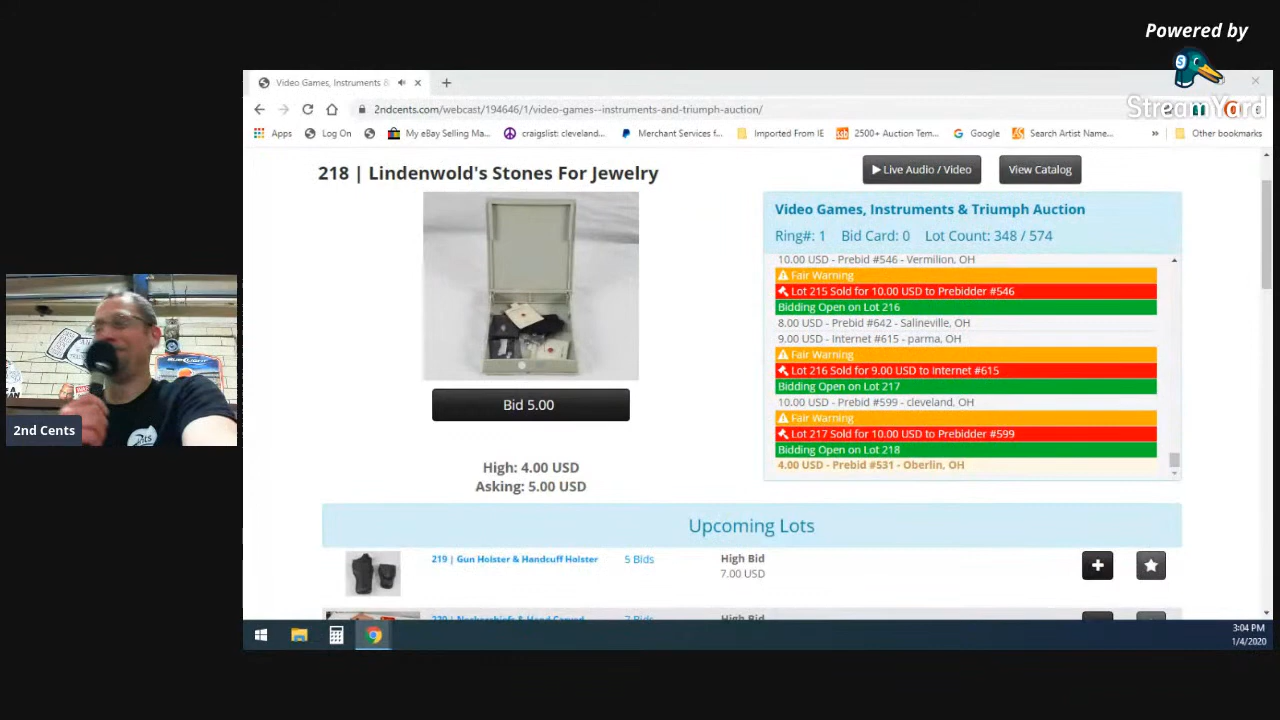 Powered by
StreamYard
Video Games, Instruments &
2ndcents.com/webcast/194646/1/video-games--instruments-and-triumph-auction/
Apps
Log On
My eBay Selling Ma...
craigslist: cleveland...
Merchant Services f...
Imported From IE
2500+ Auction Tem...
Google
Search Artist Name...
»
Other bookmarks
218 | Lindenwold's Stones For Jewelry
Live Audio / Video
View Catalog
Video Games, Instruments & Triumph Auction
Ring#: 1 Bid Card: 0 Lot Count: 348 / 574
10.00 USD - Prebid #546 - Vermilion, OH
Fair Warning
Lot 215 Sold for 10.00 USD to Prebidder #546
Bidding Open on Lot 216
8.00 USD - Prebid #642 - Salineville, OH
9.00 USD - Internet #615 - parma, OH
Fair Warning
Lot 216 Sold for 9.00 USD to Internet #615
Bidding Open on Lot 217
10.00 USD - Prebid #599 - cleveland, OH
Fair Warning
Lot 217 Sold for 10.00 USD to Prebidder #599
Bidding Open on Lot 218
4.00 USD - Prebid #531 - Oberlin, OH
Bid 5.00
High: 4.00 USD
Asking: 5.00 USD
2nd Cents
Upcoming Lots
219 | Gun Holster & Handcuff Holster
5 Bids
High Bid
7.00 USD
High Bid
3:04 PM
1/4/2020